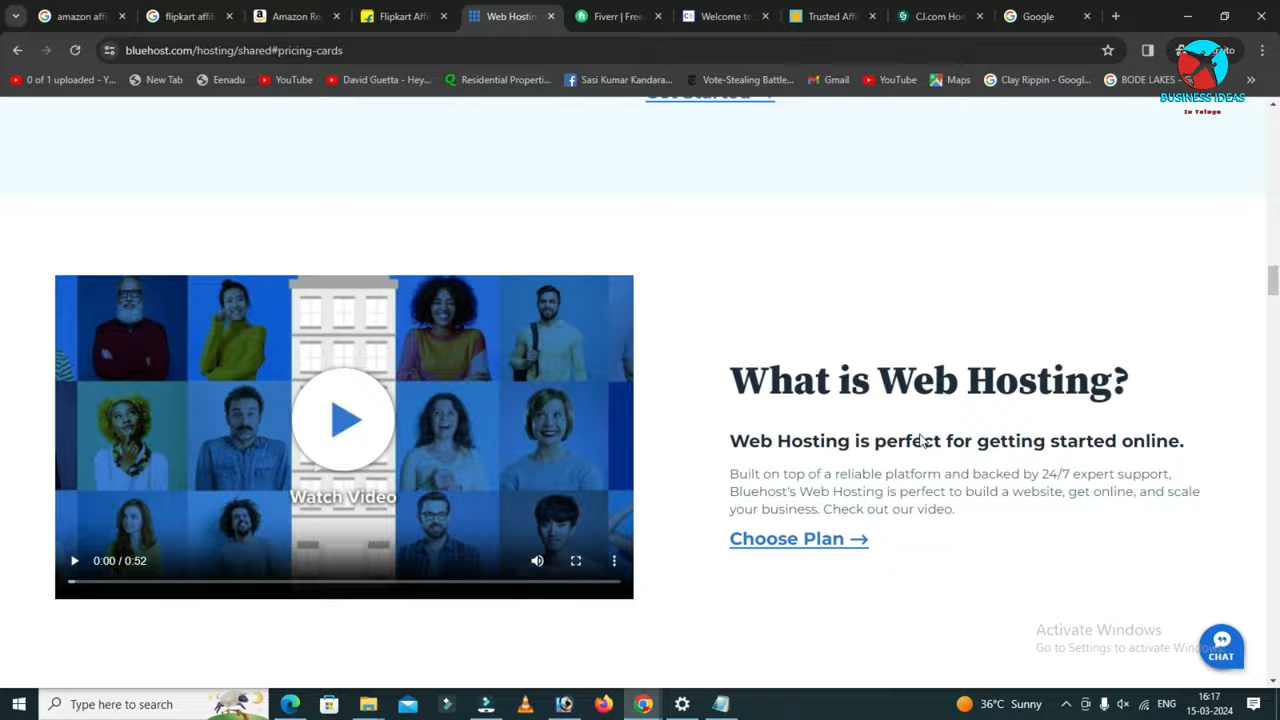 amazon affi
flipkart affil
Amazon Re
Flipkart Affi
Web Hostin
Fiverr | Free
Welcome to
Trusted Affi
CJ.com Hon
Google
bluehost.com/hosting/shared#pricing-cards
0 of 1 uploaded - Y...
New Tab
Eenadu
YouTube
David Guetta - Hey...
Residential Properti...
Sasi Kumar Kandara...
Vote-Stealing Battle...
Gmail
YouTube
Maps
Clay Rippin - Googl...
BODE LAKES - G
BUSINESS IDEAS
In Telugu
Get Started
What is Web Hosting?
Web Hosting is perfect for getting started online.
Built on top of a reliable platform and backed by 24/7 expert support,
Bluehost's Web Hosting is perfect to build a website, get online, and scale
your business. Check out our video.
Choose Plan →
Watch Video
0:00 / 0:52
Activate Windows
Go to Settings to activate Windows.
CHAT
Type here to search
36°C Sunny
ENG
16:17
15-03-2024